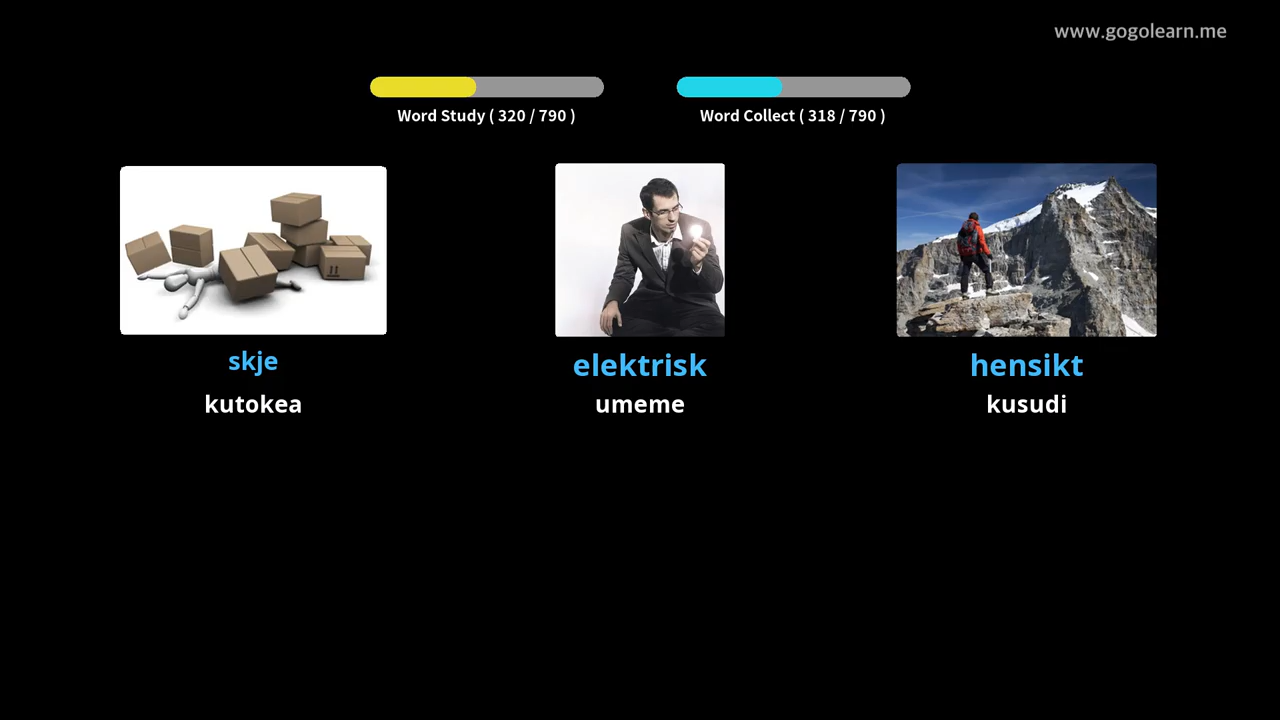 www.gogolearn.me
Word Study ( 320 / 790 )
Word Collect ( 318 / 790 )
skje
elektrisk
hensikt
kutokea
umeme
kusudi